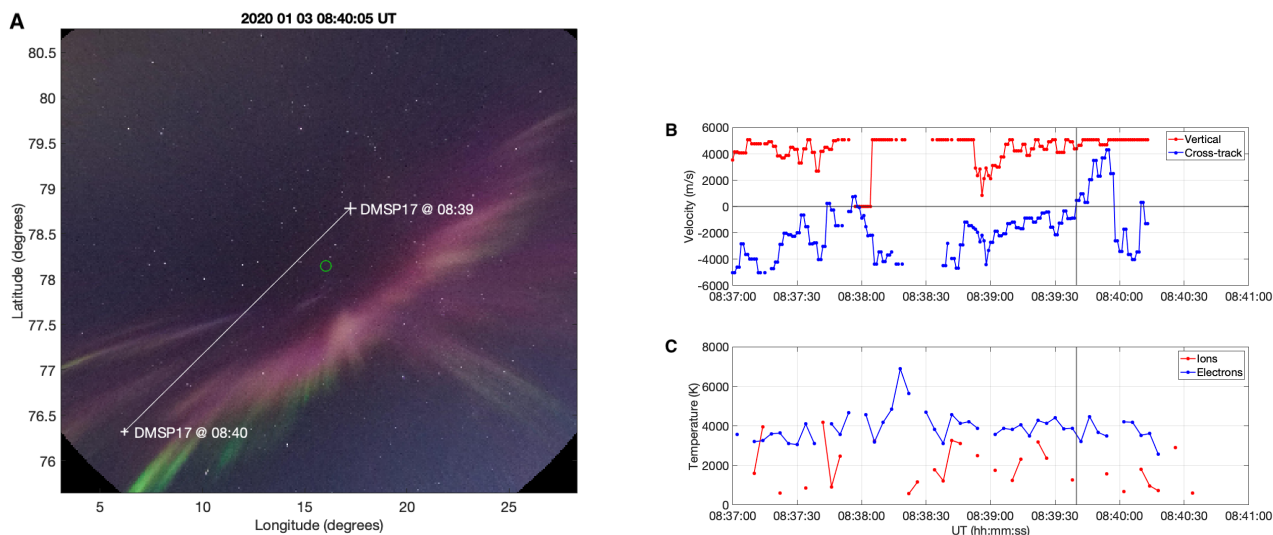 A
2020 01 03 08:40:05 UT
80.5
80
79.5
79
78.5
78
77.5
77
76.5
76
Latitude (degrees)
DMSP17 @ 08:39
DMSP17 @ 08:40
5
10
15
20
25
Longitude (degrees)
B
6000
4000
2000
0
-2000
-4000
-6000
Velocity (m/s)
Vertical
Cross-track
08:37:00 08:37:30 08:38:00 08:38:30 08:39:00 08:39:30 08:40:00 08:40:30 08:41:00
C
8000
6000
4000
2000
0
Temperature (K)
Ions
Electrons
08:37:00 08:37:30 08:38:00 08:38:30 08:39:00 08:39:30 08:40:00 08:40:30 08:41:00
UT (hh:mm:ss)